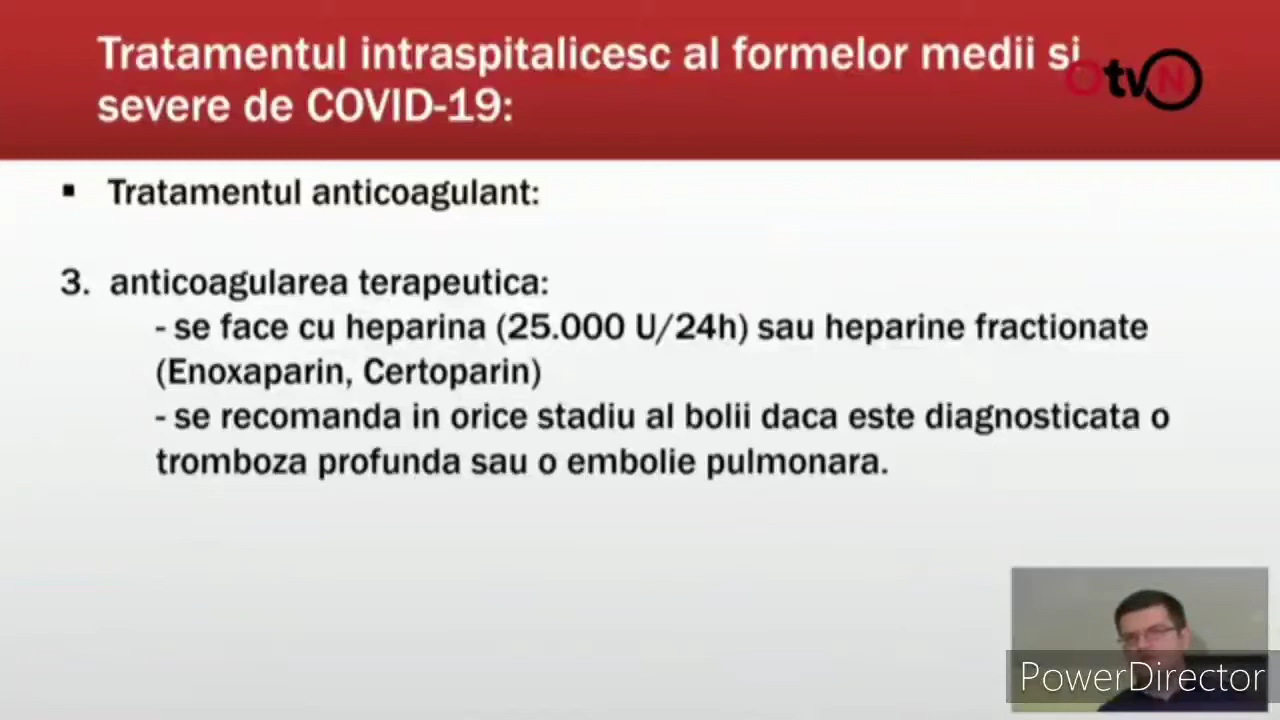 Tratamentul intraspitalicesc al formelor medii si
severe de COVID-19:
OtvN
▪ Tratamentul anticoagulant:
3. anticoagularea terapeutica:
- se face cu heparina (25.000 U/24h) sau heparine fractionate
(Enoxaparin, Certoparin)
- se recomanda in orice stadiu al bolii daca este diagnosticata o
tromboza profunda sau o embolie pulmonara.
PowerDirector